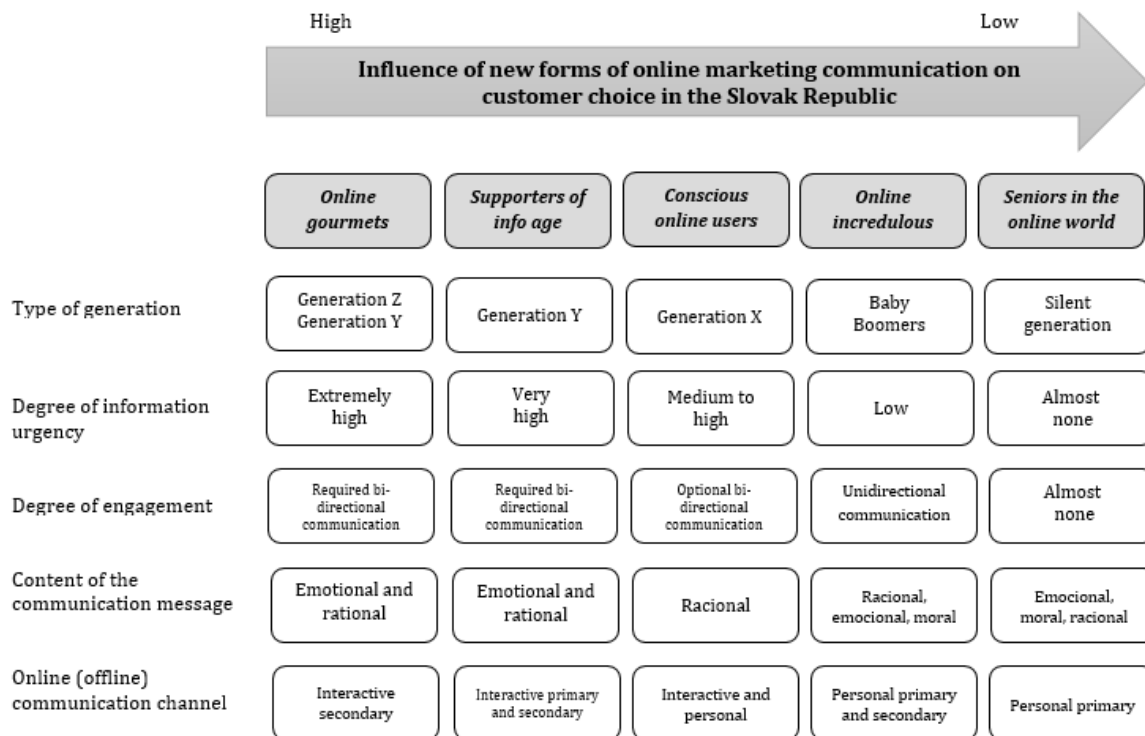 High
Low
Influence of new forms of online marketing communication on
customer choice in the Slovak Republic
Online
gourmets
Supporters of
info age
Conscious
online users
Online
incredulous
Seniors in the
online world
Type of generation
Generation Z
Generation Y
Generation Y
Generation X
Baby
Boomers
Silent
generation
Degree of information
urgency
Extremely
high
Very
high
Medium to
high
Low
Almost
none
Degree of engagement
Required bi-
directional
communication
Required bi-
directional
communication
Optional bi-
directional
communication
Unidirectional
communication
Almost
none
Content of the
communication message
Emotional and
rational
Emotional and
rational
Racional
Racional,
emocional, moral
Emocional,
moral, racional
Online (offline)
communication channel
Interactive
secondary
Interactive primary
and secondary
Interactive and
personal
Personal primary
and secondary
Personal primary